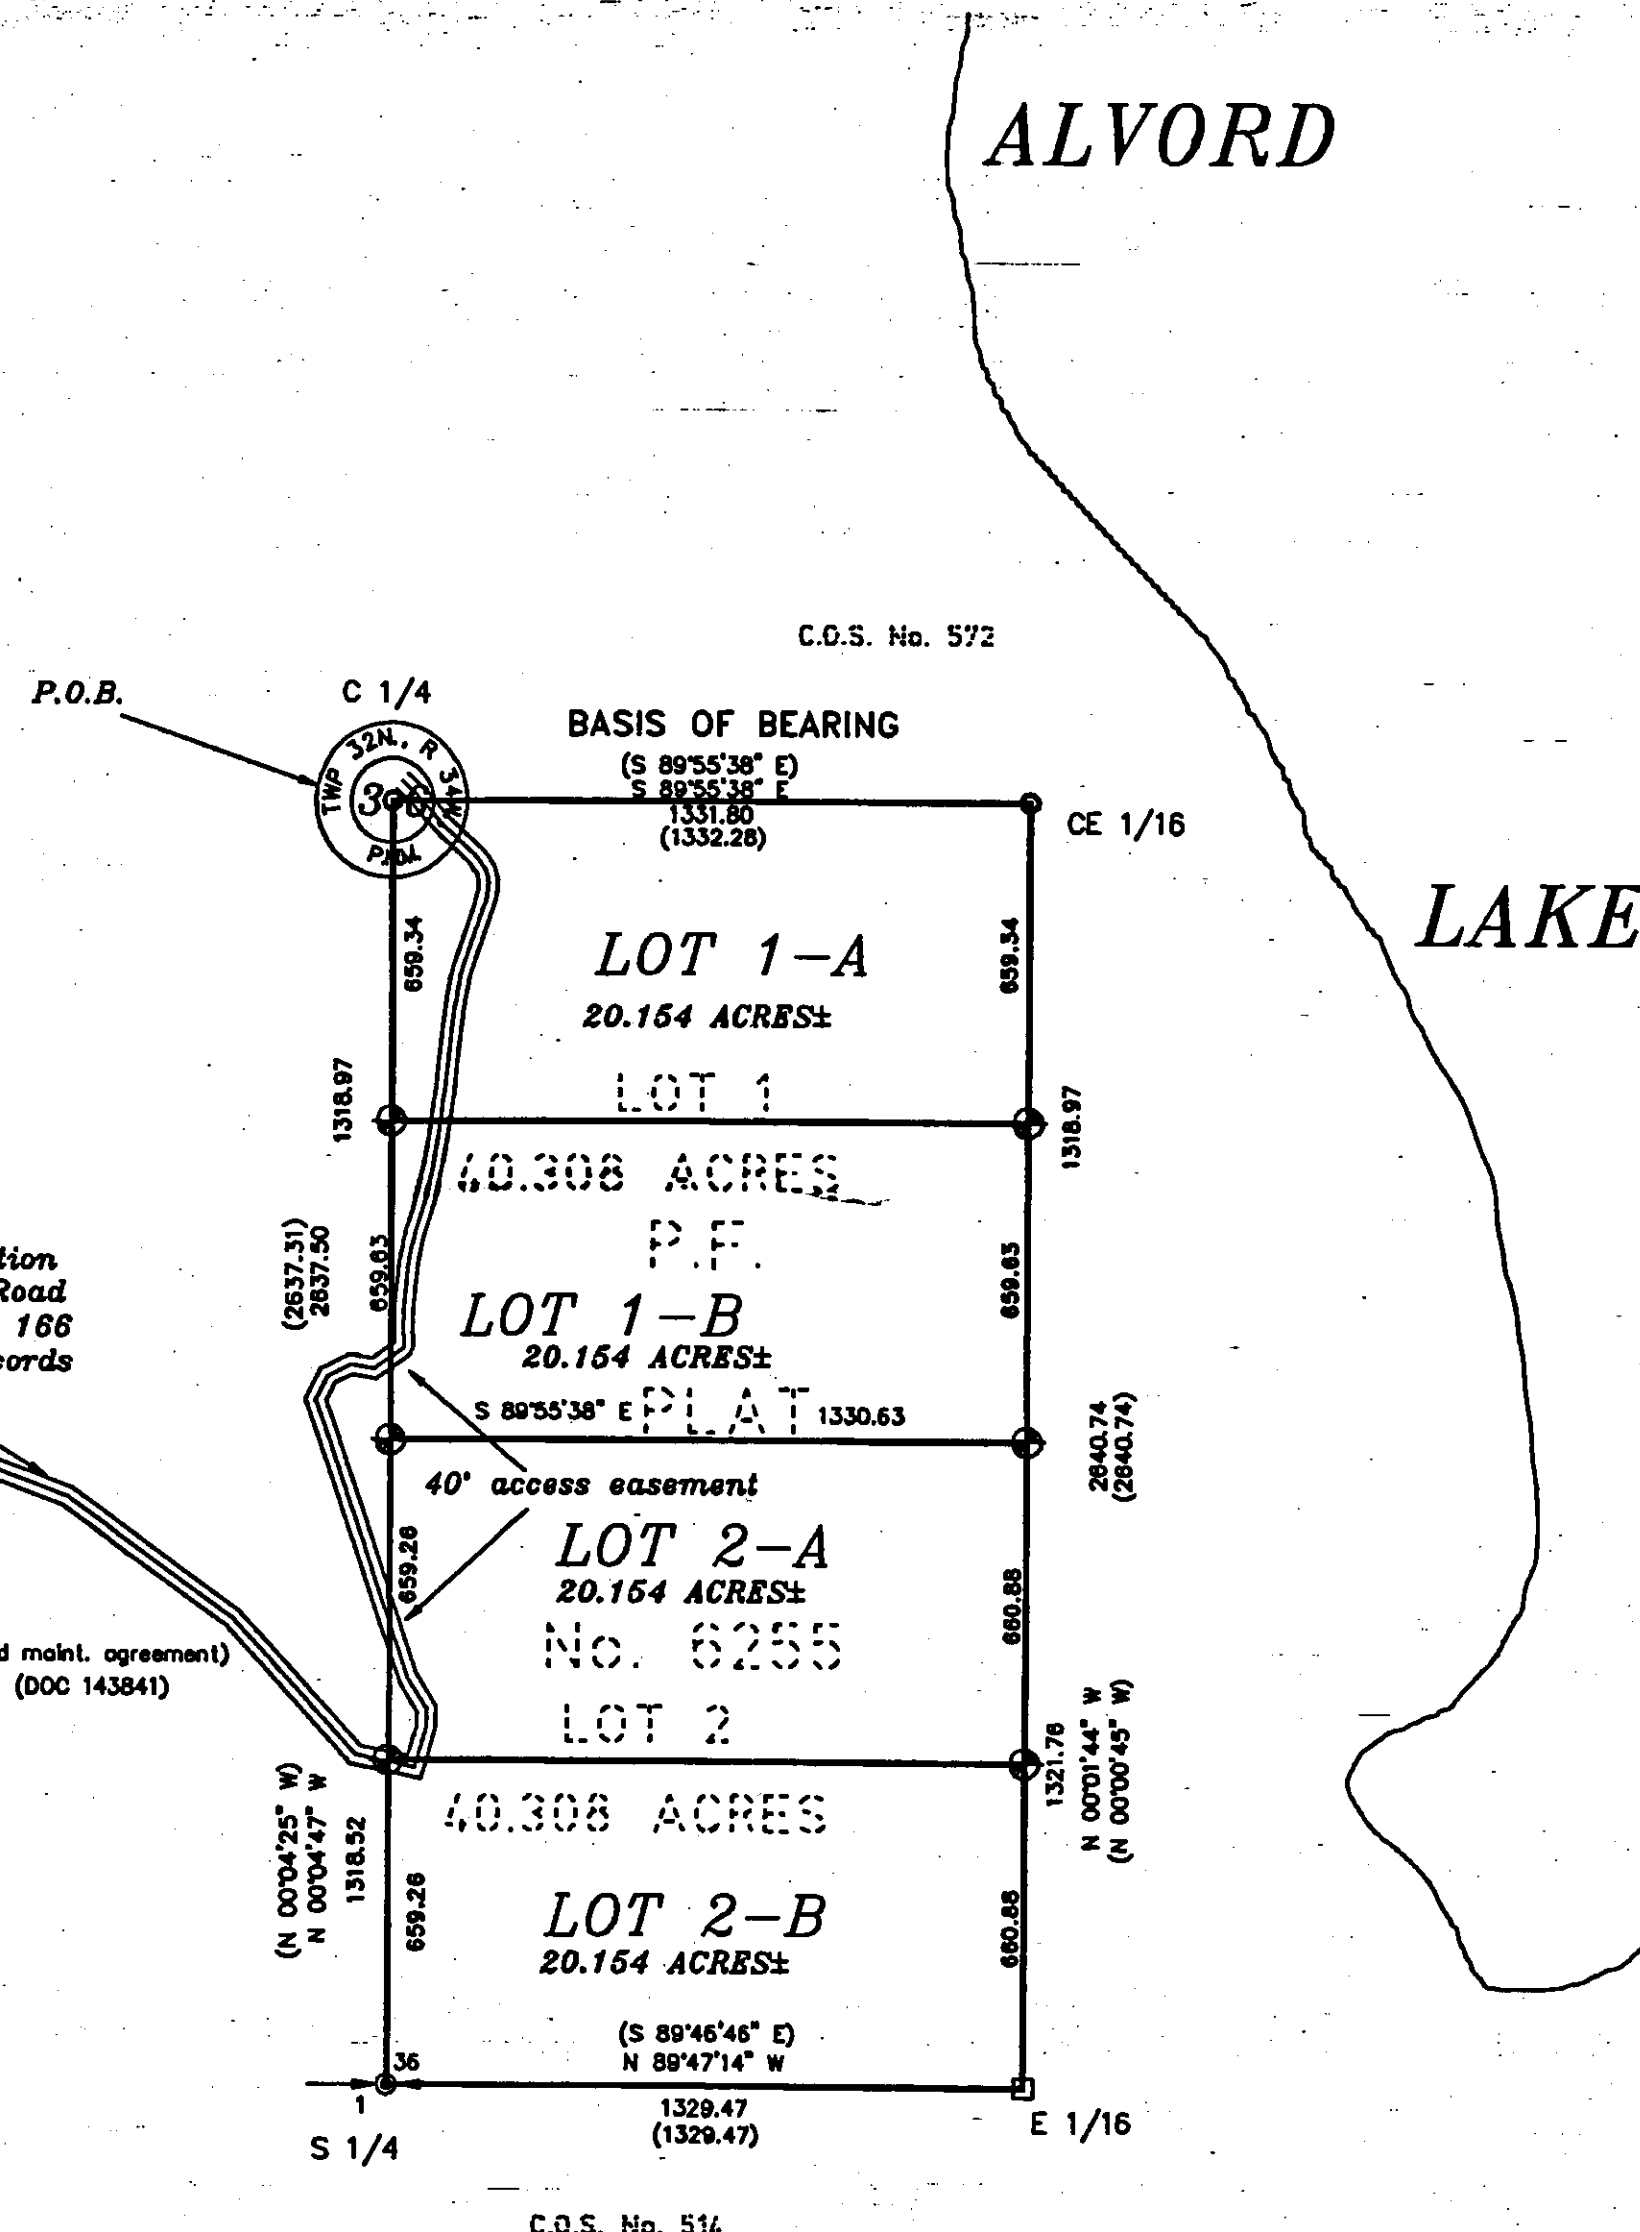 ALVORD
C.O.S. No. 572
P.O.B.
C 1/4
BASIS OF BEARING
TWP 32N., R 34W
36
(S 89°55'38" E)
S 89°55'38" E
1331.80
(1332.28)
CE 1/16
LAKE
659.34
659.34
LOT 1-A
20.154 ACRES±
1318.97
LOT 1
1318.97
40.308 ACRES
P.F.
(2637.31)
2637.50
659.63
659.63
tion
Road
166
cords
LOT 1-B
20.154 ACRES±
S 89°55'38" E
PLAT
1330.63
2640.74
(2640.74)
40' access easement
LOT 2-A
20.154 ACRES±
659.26
660.88
No. 6255
d maint. agreement)
(DOC 143841)
LOT 2
(N 00°04'25" W)
N 00°04'47" W
1318.52
1321.76
N 00°01'44" W
(N 00°00'45" W)
40.308 ACRES
659.26
660.88
LOT 2-B
20.154 ACRES±
(S 89°46'46" E)
N 89°47'14" W
36
1
1329.47
(1329.47)
S 1/4
E 1/16
C.O.S. No. 514